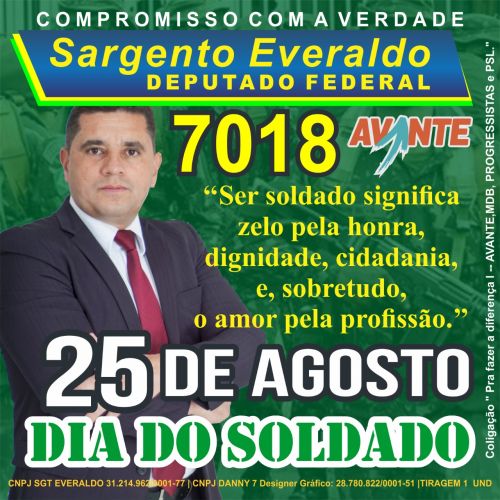 COMPROMISSO COM A VERDADE
Sargento Everaldo
DEPUTADO FEDERAL
7018 AVANTE
“Ser soldado significa
zelo pela honra,
dignidade, cidadania,
e, sobretudo,
o amor pela profissão.”
25 DE AGOSTO
DIA DO SOLDADO
CNPJ SGT EVERALDO 31.214.962/0001-77 | CNPJ DANNY 7 Designer Gráfico: 28.780.822/0001-51 |TIRAGEM 1 UND
Coligação " Pra fazer a diferença I - AVANTE,MDB, PROGRESSISTAS e PSL."